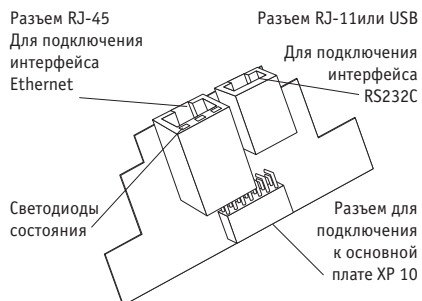 Разъем RJ-45
Для подключения
интерфейса
Ethernet
Разъем RJ-11или USB
Для подключения
интерфейса
RS232C
Светодиоды
состояния
Разъем для
подключения
к основной
плате XP 10